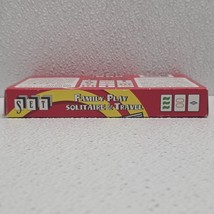 SET
FAMILY PLAY
SOLITAIRE & TRAVEL